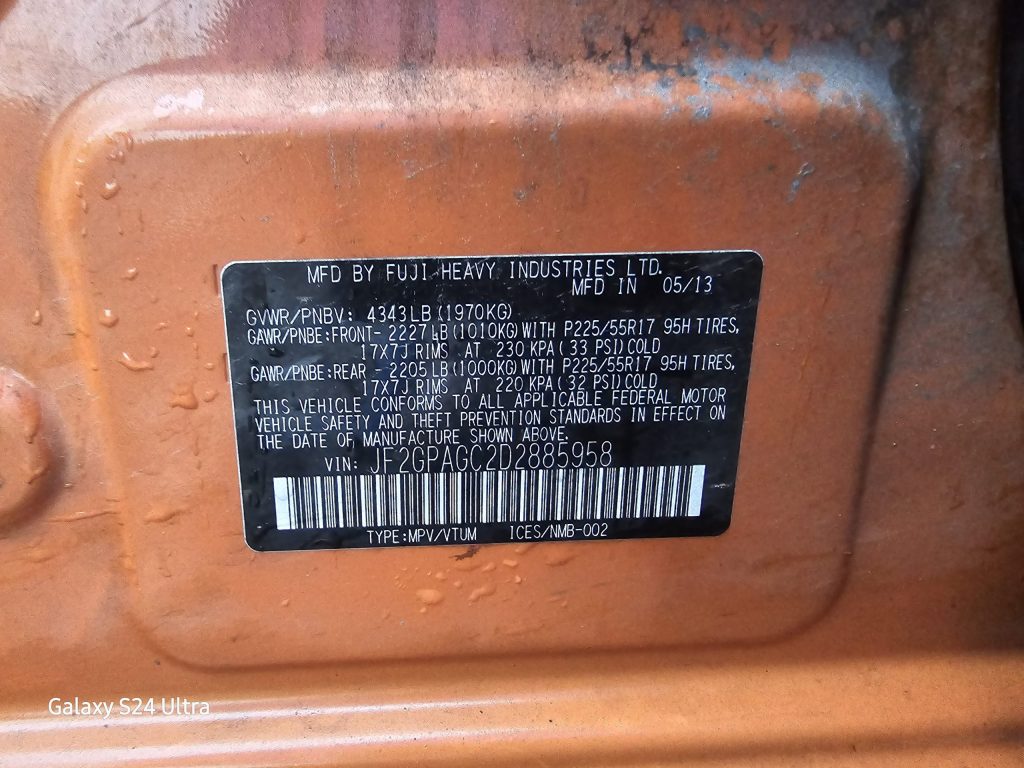 MFD BY FUJI HEAVY INDUSTRIES LTD.
MFD IN 05/13
GVWR/PNBV: 4343LB (1970KG)
GAWR/PNBE:FRONT- 2227 LB (1010KG) WITH P225/55R17 95H TIRES,
17X7J RIMS AT 230 KPA (33 PSI) COLD
GAWR/PNBE:REAR - 2205 LB (1000KG) WITH P225/55R17 95H TIRES,
17X7J RIMS AT 220 KPA (32 PSI) COLD
THIS VEHICLE CONFORMS TO ALL APPLICABLE FEDERAL MOTOR
VEHICLE SAFETY AND THEFT PREVENTION STANDARDS IN EFFECT ON
THE DATE OF MANUFACTURE SHOWN ABOVE.
VIN: JF2GPAGC2D2885958
TYPE:MPV/VTUM ICES/NMB-002
Galaxy S24 Ultra